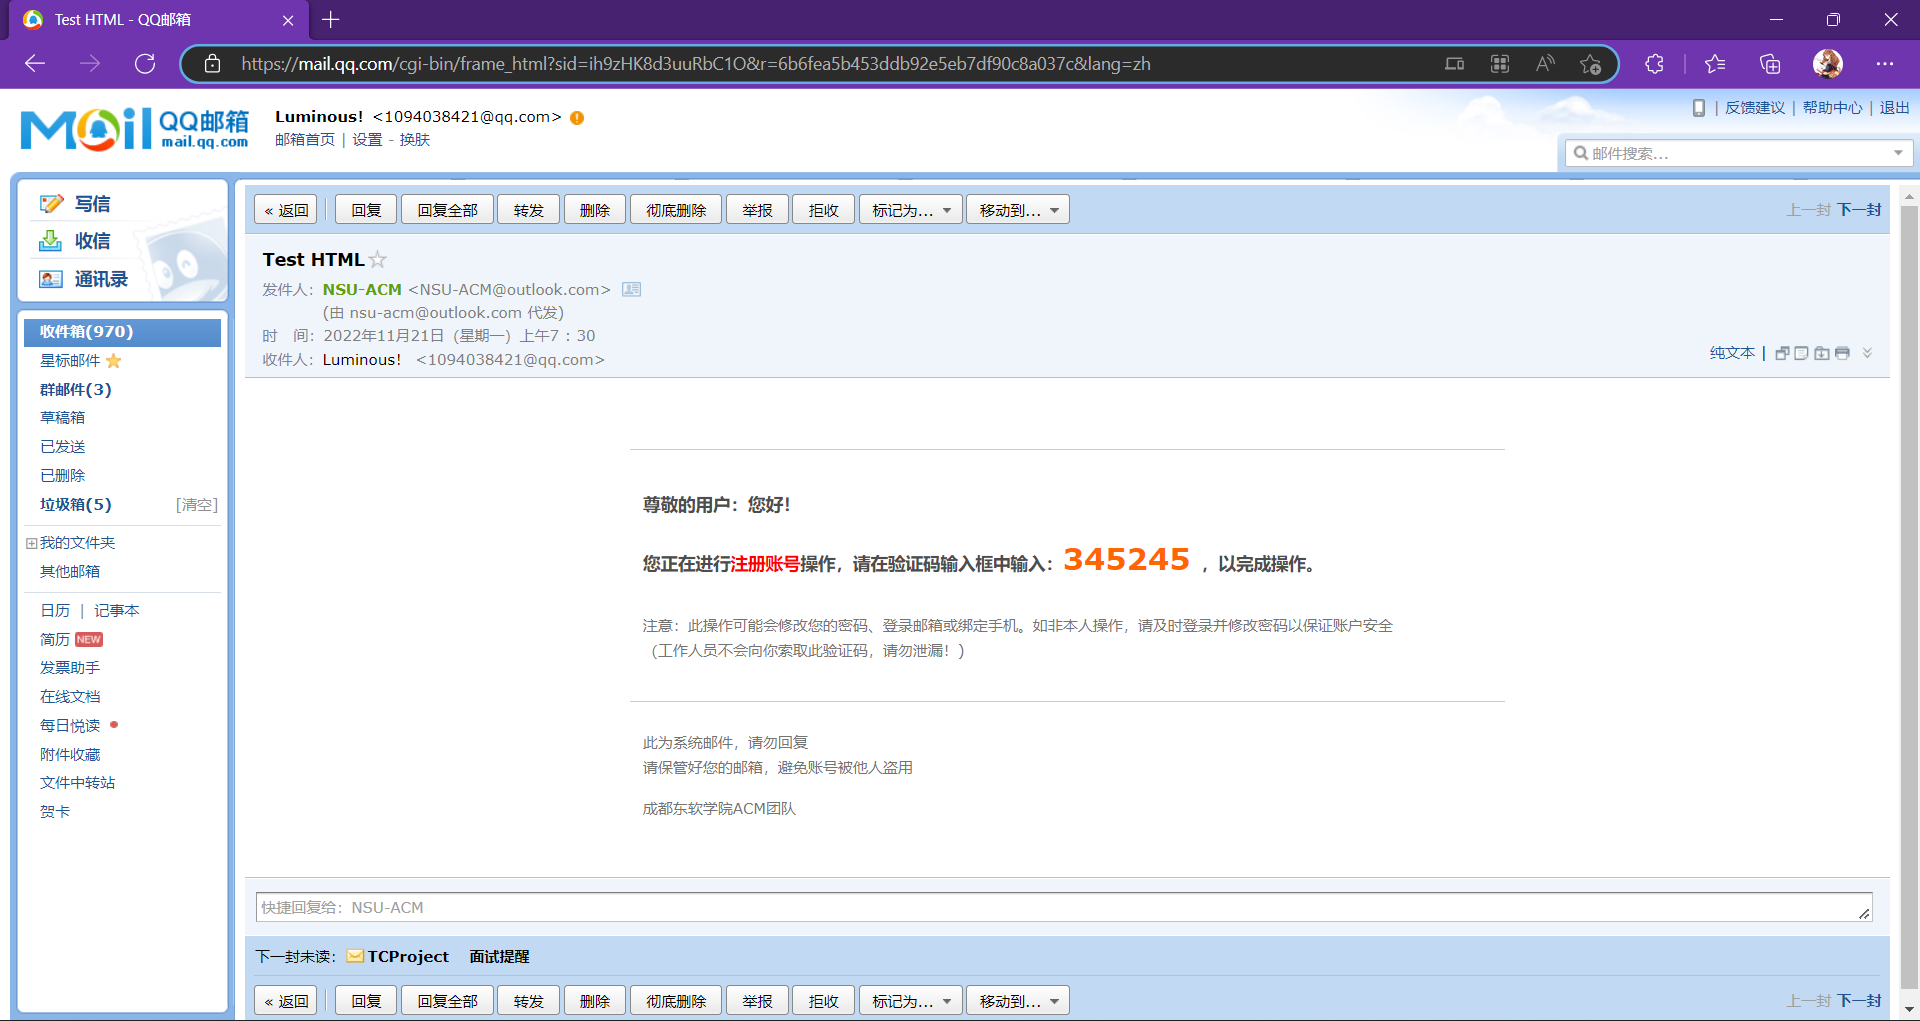 Test HTML - QQ邮箱
https://mail.qq.com/cgi-bin/frame_html?sid=ih9zHK8d3uuRbC1O&r=6b6fea5b453ddb92e5eb7df90c8a037c&lang=zh
Mail QQ邮箱
mail.qq.com
Luminous! <1094038421@qq.com>
邮箱首页 | 设置 - 换肤
| 反馈建议 | 帮助中心 | 退出
邮件搜索...
写信
收信
通讯录
收件箱(970)
星标邮件
群邮件(3)
草稿箱
已发送
已删除
垃圾箱(5) [清空]
我的文件夹
其他邮箱
日历 | 记事本
简历 NEW
发票助手
在线文档
每日悦读
附件收藏
文件中转站
贺卡
« 返回 回复 回复全部 转发 删除 彻底删除 举报 拒收 标记为... 移动到... 上一封 下一封
Test HTML
发件人: NSU-ACM <NSU-ACM@outlook.com>
(由 nsu-acm@outlook.com 代发)
时 间: 2022年11月21日 (星期一) 上午7 : 30
收件人: Luminous! <1094038421@qq.com>
纯文本 |
尊敬的用户：您好！
您正在进行注册账号操作，请在验证码输入框中输入：345245 ，以完成操作。
注意：此操作可能会修改您的密码、登录邮箱或绑定手机。如非本人操作，请及时登录并修改密码以保证账户安全
（工作人员不会向你索取此验证码，请勿泄漏！)
此为系统邮件，请勿回复
请保管好您的邮箱，避免账号被他人盗用
成都东软学院ACM团队
快捷回复给：NSU-ACM
下一封未读： TCProject 面试提醒
« 返回 回复 回复全部 转发 删除 彻底删除 举报 拒收 标记为... 移动到... 上一封 下一封